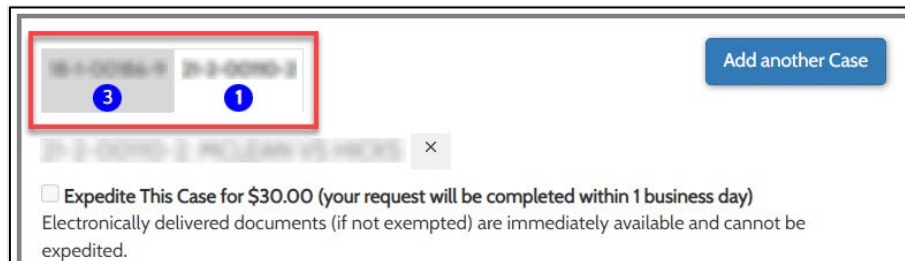 Add another Case
3
1
×
Expedite This Case for $30.00 (your request will be completed within 1 business day)
Electronically delivered documents (if not exempted) are immediately available and cannot be
expedited.